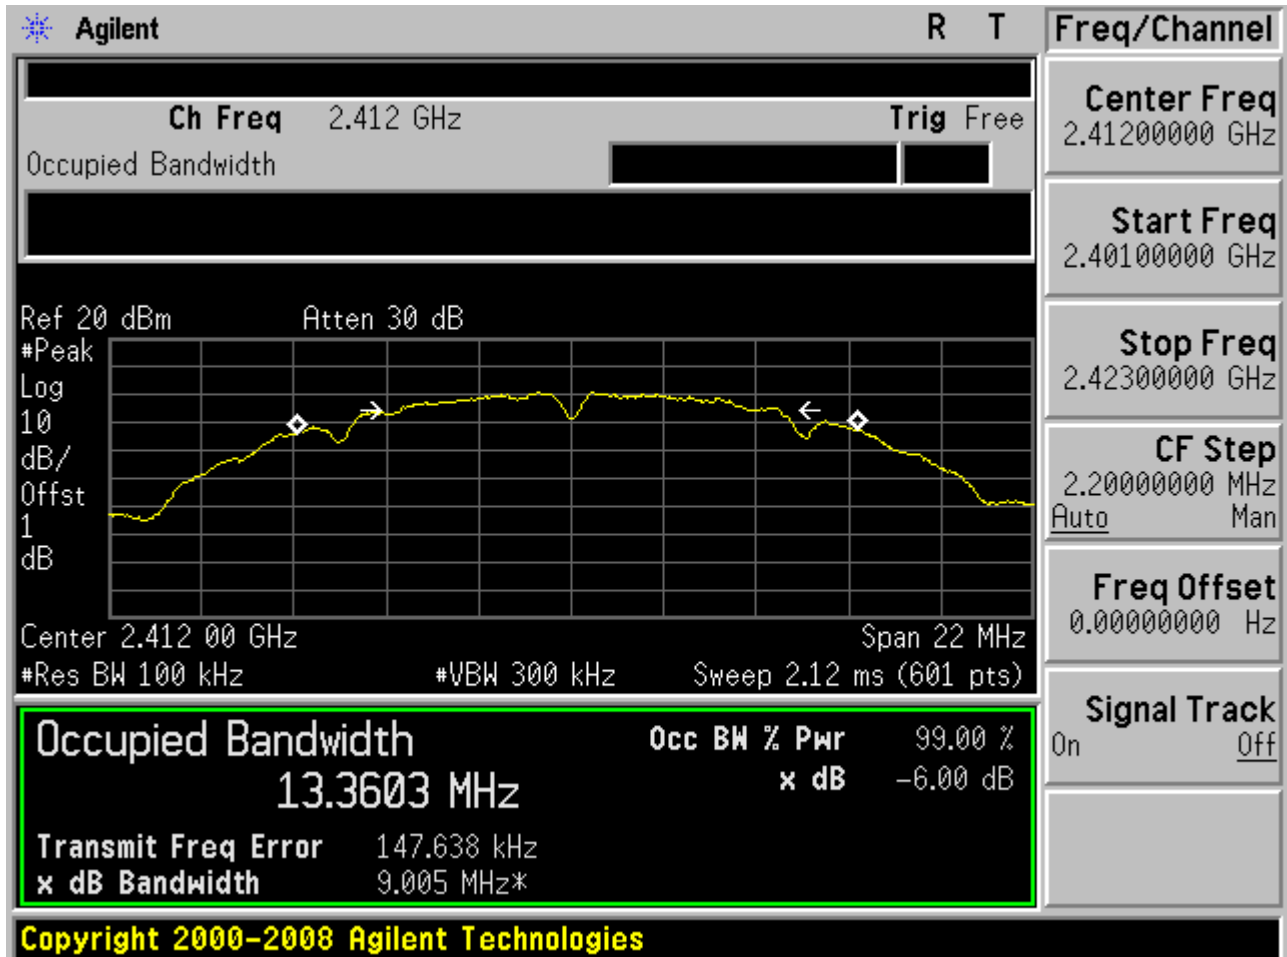 Agilent R T Freq/Channel
Ch Freq 2.412 GHz Trig Free
Occupied Bandwidth
Center Freq
2.41200000 GHz
Start Freq
2.40100000 GHz
Stop Freq
2.42300000 GHz
CF Step
2.20000000 MHz
Auto Man
Freq Offset
0.00000000 Hz
Signal Track
On Off
Ref 20 dBm Atten 30 dB
#Peak
Log
10
dB/
Offst
1
dB
Center 2.412 00 GHz Span 22 MHz
#Res BW 100 kHz #VBW 300 kHz Sweep 2.12 ms (601 pts)
Occupied Bandwidth Occ BW % Pwr 99.00 %
13.3603 MHz x dB -6.00 dB
Transmit Freq Error 147.638 kHz
x dB Bandwidth 9.005 MHz*
Copyright 2000-2008 Agilent Technologies